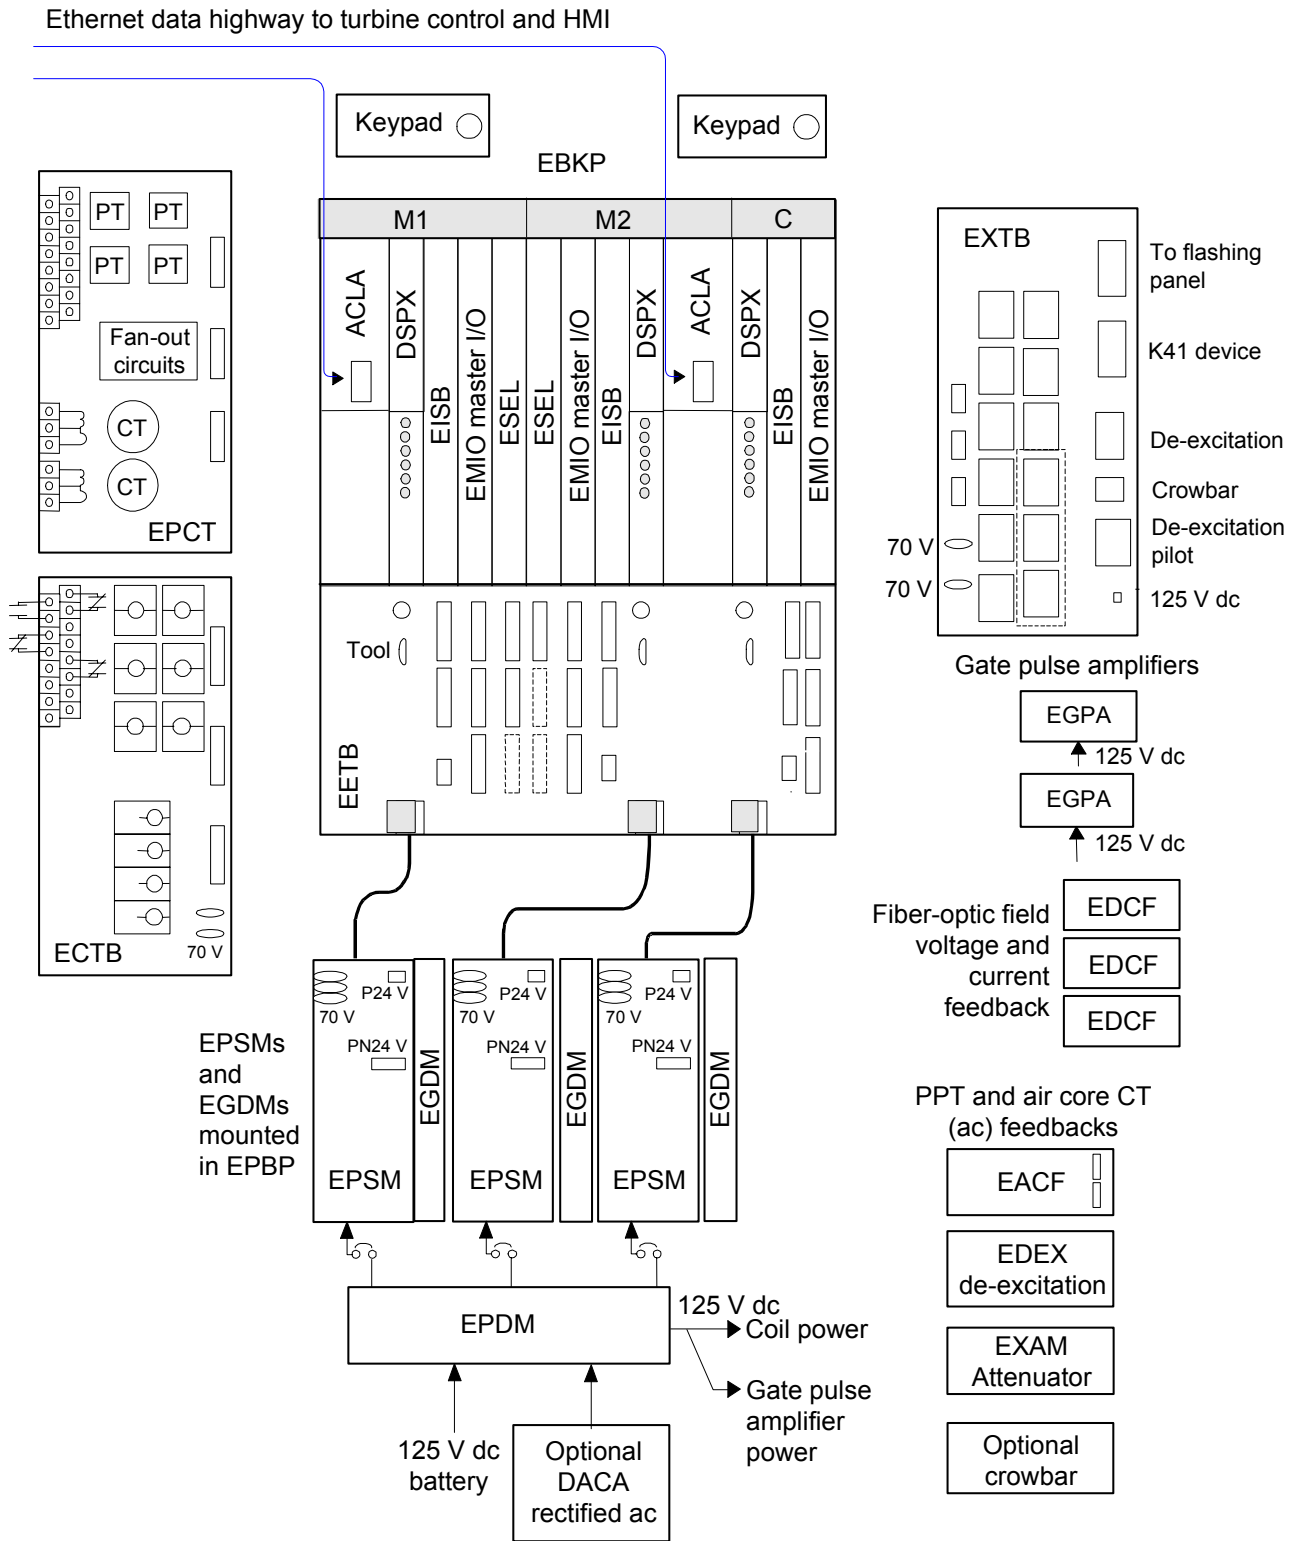 Ethernet data highway to turbine control and HMI
Keypad
Keypad
EBKP
PT
PT
PT
PT
Fan-out
circuits
CT
CT
EPCT
M1
M2
C
ACLA
DSPX
EISB
EMIO master I/O
ESEL
ESEL
EMIO master I/O
EISB
DSPX
ACLA
DSPX
EISB
EMIO master I/O
EXTB
To flashing
panel
K41 device
De-excitation
Crowbar
De-excitation
pilot
70 V
70 V
125 V dc
Tool
EETB
ECTB
70 V
Gate pulse amplifiers
EGPA
125 V dc
EGPA
125 V dc
Fiber-optic field
voltage and
current
feedback
EDCF
EDCF
EDCF
EPSMs
and
EGDMs
mounted
in EPBP
P24 V
70 V
PN24 V
EPSM
EGDM
P24 V
70 V
PN24 V
EPSM
EGDM
P24 V
70 V
PN24 V
EPSM
EGDM
PPT and air core CT
(ac) feedbacks
EACF
EDEX
de-excitation
EXAM
Attenuator
Optional
crowbar
EPDM
125 V dc
Coil power
Gate pulse
amplifier
power
125 V dc
battery
Optional
DACA
rectified ac